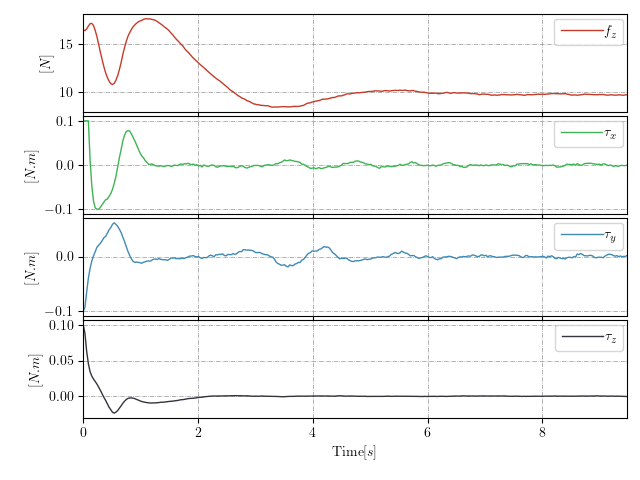 15
10
[N]
f_z
0.1
0.0
−0.1
[N.m]
τ_x
0.0
−0.1
[N.m]
τ_y
0.10
0.05
0.00
[N.m]
τ_z
0 2 4 6 8
Time[s]